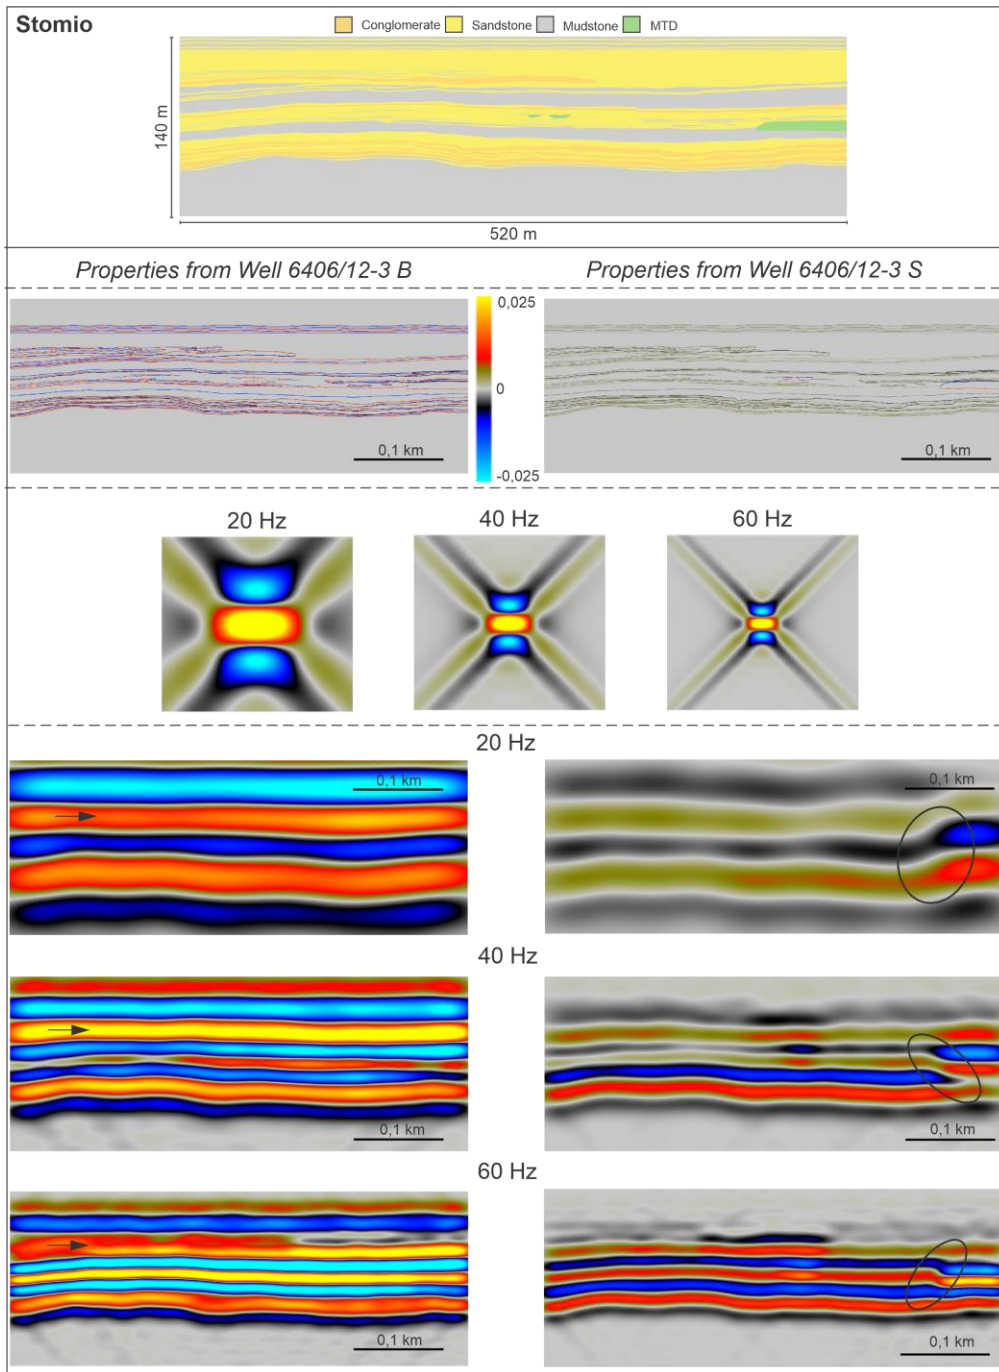 Stomio
Conglomerate Sandstone Mudstone MTD
140 m
520 m
Properties from Well 6406/12-3 B
Properties from Well 6406/12-3 S
0,025
0
-0,025
0,1 km
0,1 km
20 Hz
40 Hz
60 Hz
20 Hz
0,1 km
0,1 km
40 Hz
0,1 km
0,1 km
60 Hz
0,1 km
0,1 km